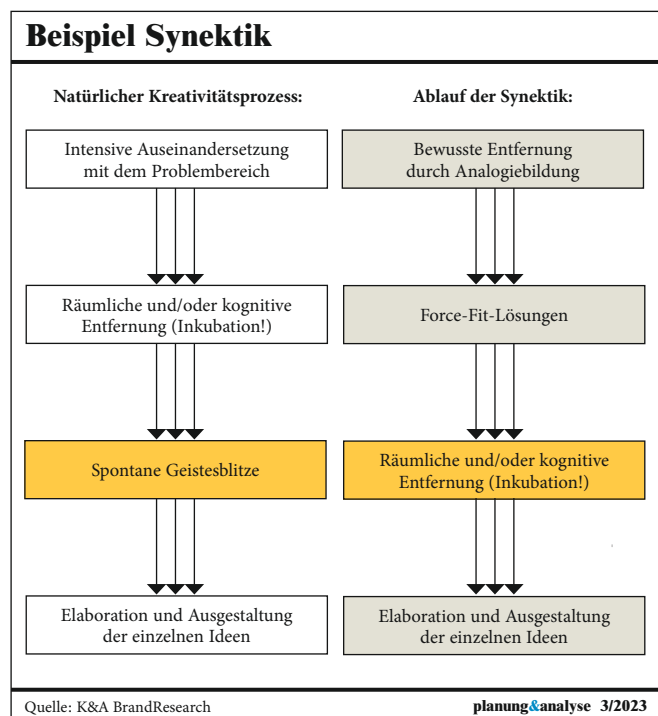 Beispiel Synektik
Natürlicher Kreativitätsprozess:
Intensive Auseinandersetzung
mit dem Problembereich
Räumliche und/oder kognitive
Entfernung (Inkubation!)
Spontane Geistesblitze
Elaboration und Ausgestaltung
der einzelnen Ideen
Ablauf der Synektik:
Bewusste Entfernung
durch Analogiebildung
Force-Fit-Lösungen
Räumliche und/oder kognitive
Entfernung (Inkubation!)
Elaboration und Ausgestaltung
der einzelnen Ideen
Quelle: K&A BrandResearch
planung&analyse 3/2023